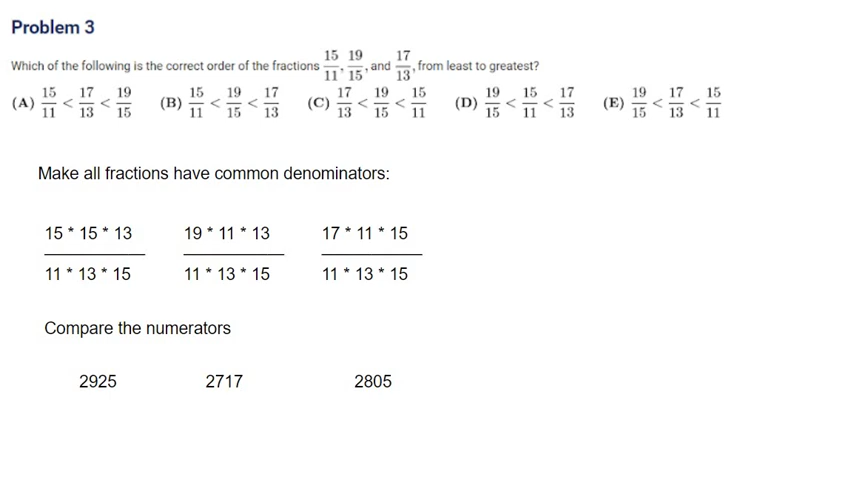 Problem 3
Which of the following is the correct order of the fractions 15/11, 19/15, and 17/13, from least to greatest?
(A) 15/11 < 17/13 < 19/15 (B) 15/11 < 19/15 < 17/13 (C) 17/13 < 19/15 < 15/11 (D) 19/15 < 15/11 < 17/13 (E) 19/15 < 17/13 < 15/11
Make all fractions have common denominators:
15 * 15 * 13 19 * 11 * 13 17 * 11 * 15
11 * 13 * 15 11 * 13 * 15 11 * 13 * 15
Compare the numerators
2925 2717 2805